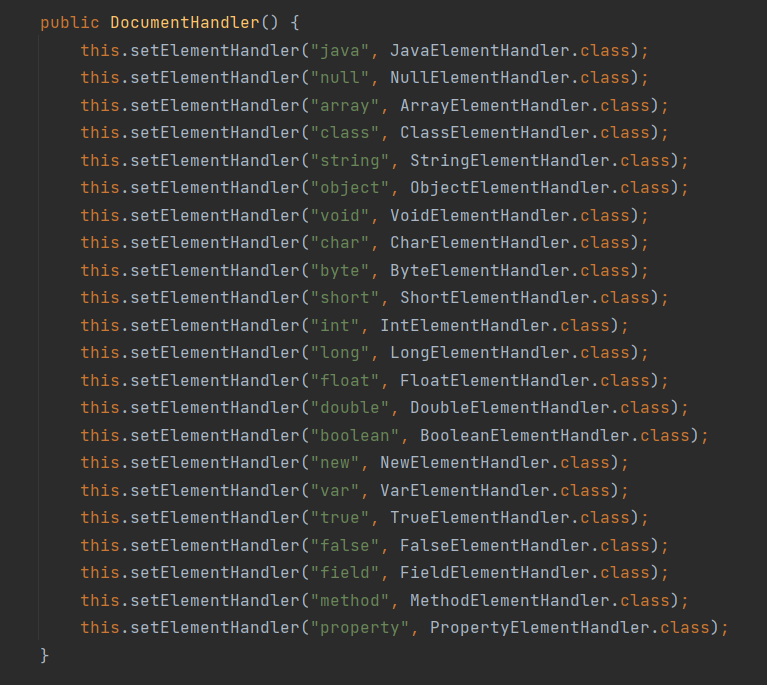 public DocumentHandler() {
this.setElementHandler("java", JavaElementHandler.class);
this.setElementHandler("null", NullElementHandler.class);
this.setElementHandler("array", ArrayElementHandler.class);
this.setElementHandler("class", ClassElementHandler.class);
this.setElementHandler("string", StringElementHandler.class);
this.setElementHandler("object", ObjectElementHandler.class);
this.setElementHandler("void", VoidElementHandler.class);
this.setElementHandler("char", CharElementHandler.class);
this.setElementHandler("byte", ByteElementHandler.class);
this.setElementHandler("short", ShortElementHandler.class);
this.setElementHandler("int", IntElementHandler.class);
this.setElementHandler("long", LongElementHandler.class);
this.setElementHandler("float", FloatElementHandler.class);
this.setElementHandler("double", DoubleElementHandler.class);
this.setElementHandler("boolean", BooleanElementHandler.class);
this.setElementHandler("new", NewElementHandler.class);
this.setElementHandler("var", VarElementHandler.class);
this.setElementHandler("true", TrueElementHandler.class);
this.setElementHandler("false", FalseElementHandler.class);
this.setElementHandler("field", FieldElementHandler.class);
this.setElementHandler("method", MethodElementHandler.class);
this.setElementHandler("property", PropertyElementHandler.class);
}